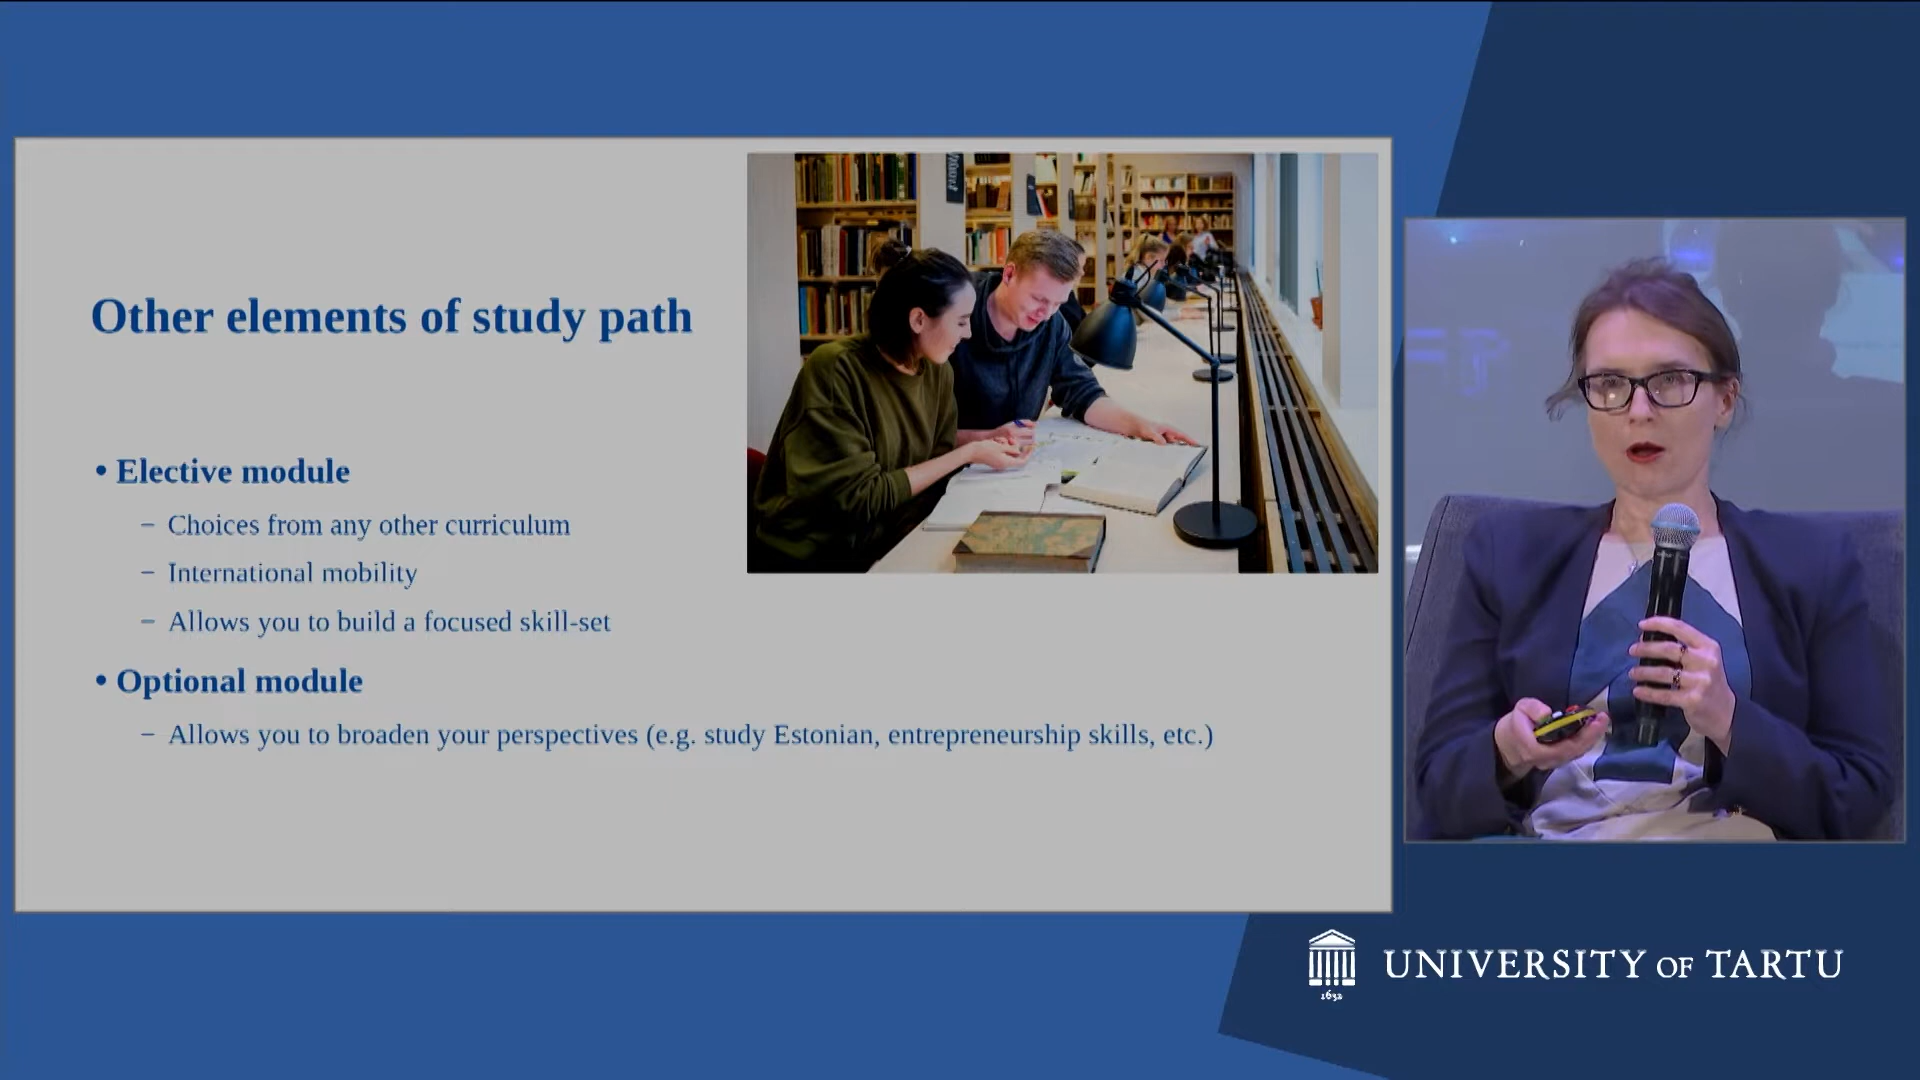 Other elements of study path
• Elective module
– Choices from any other curriculum
– International mobility
– Allows you to build a focused skill-set
• Optional module
– Allows you to broaden your perspectives (e.g. study Estonian, entrepreneurship skills, etc.)
1632
UNIVERSITY OF TARTU